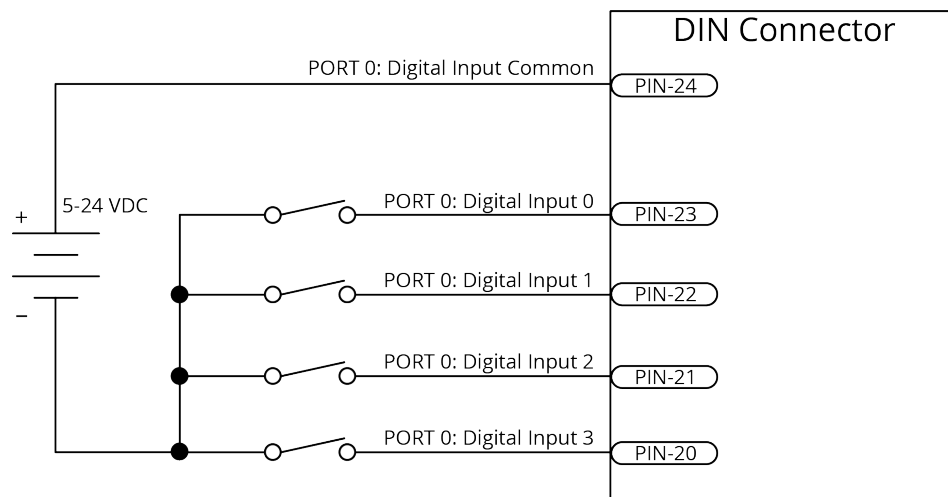 DIN Connector
PORT 0: Digital Input Common
PIN-24
5-24 VDC
+
PORT 0: Digital Input 0
PIN-23
PORT 0: Digital Input 1
PIN-22
–
PORT 0: Digital Input 2
PIN-21
PORT 0: Digital Input 3
PIN-20